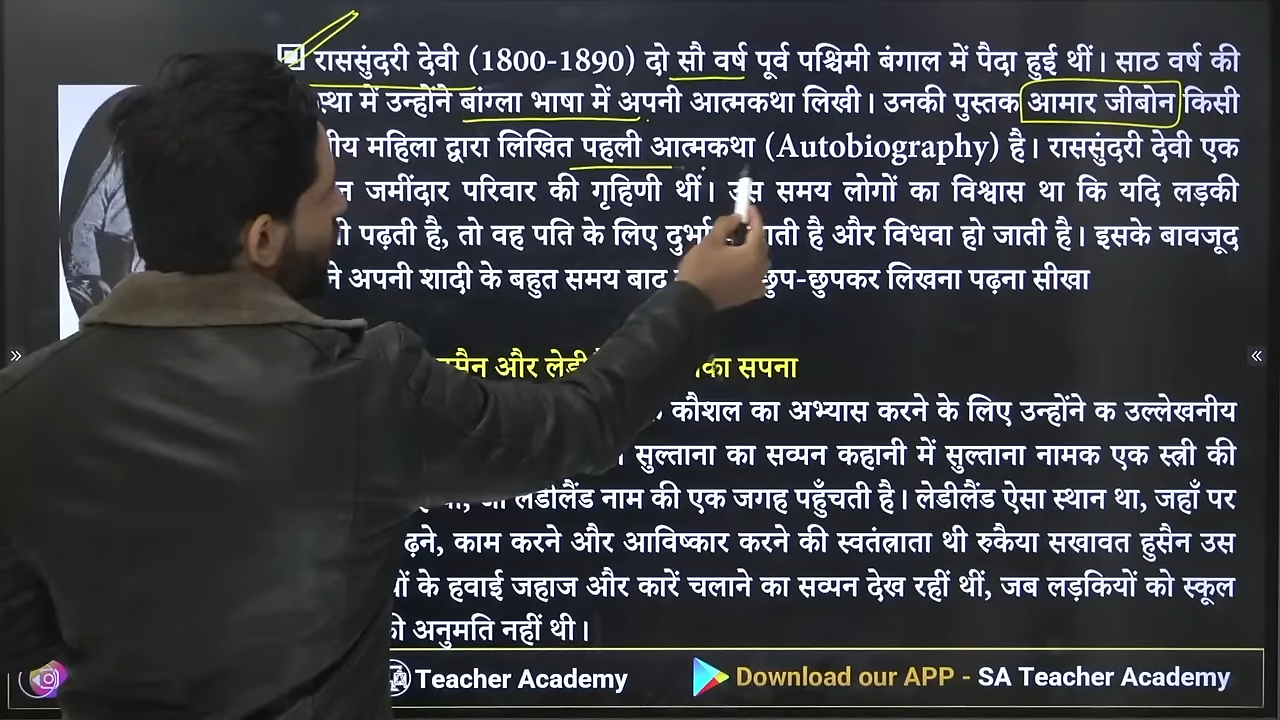 राससुंदरी देवी (1800-1890) दो सौ वर्ष पूर्व पश्चिमी बंगाल में पैदा हुई थीं। साठ वर्ष की
में उन्होंने बांग्ला भाषा में अपनी आत्मकथा लिखी। उनकी पुस्तक आमार जीबोन किसी
महिला द्वारा लिखित पहली आत्मकथा (Autobiography) है। राससुंदरी देवी एक
जमींदार परिवार की गृहिणी थीं। उस समय लोगों का विश्वास था कि यदि लड़की
पढ़ती है, तो वह पति के लिए है और विधवा हो जाती है। इसके बावजूद
अपनी शादी के बहुत समय बाद छुप-छुपकर लिखना पढ़ना सीखा
और सपना
कौशल का अभ्यास करने के लिए उन्होंने क उल्लेखनीय
सुल्ताना का सव्पन कहानी में सुल्ताना नामक एक स्त्री की
लेडीलैंड नाम की एक जगह पहुँचती है। लेडीलैंड ऐसा स्थान था, जहाँ पर
काम करने और आविष्कार करने की स्वतंत्राता थी रुकैया सखावत हुसैन उस
के हवाई जहाज और कारें चलाने का सव्पन देख रहीं थीं, जब लड़कियों को स्कूल
अनुमति नहीं थी।
Teacher Academy
Download our APP - SA Teacher Academy